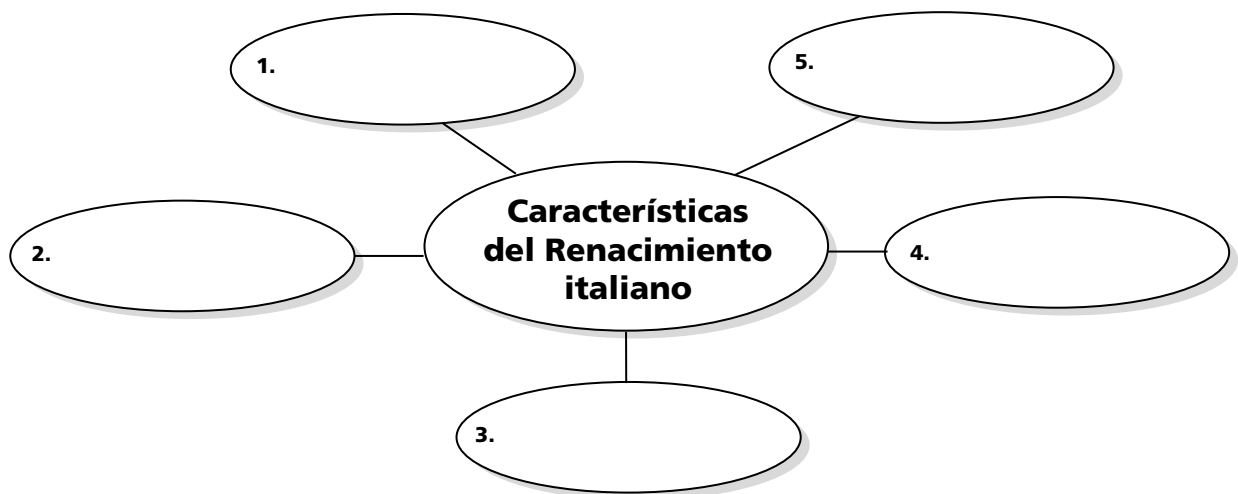 1.
5.
Características
del Renacimiento
italiano
2.
4.
3.